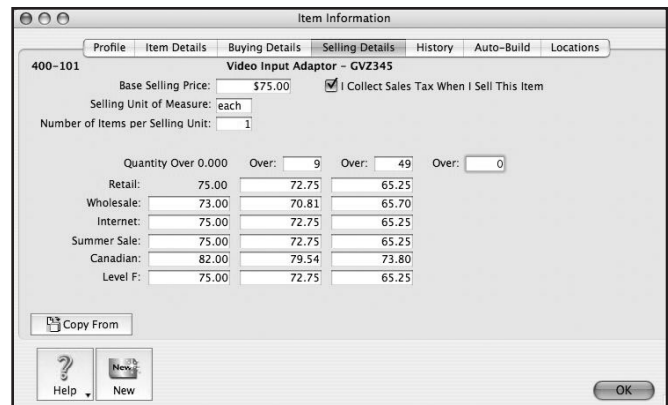 Item Information
Profile Item Details Buying Details Selling Details History Auto-Build Locations
400-101 Video Input Adaptor - GVZ345
Base Selling Price: $75.00 I Collect Sales Tax When I Sell This Item
Selling Unit of Measure: each
Number of Items per Selling Unit: 1
Quantity Over 0.000 Over: 9 Over: 49 Over: 0
Retail: 75.00 72.75 65.25
Wholesale: 73.00 70.81 65.70
Internet: 75.00 72.75 65.25
Summer Sale: 75.00 72.75 65.25
Canadian: 82.00 79.54 73.80
Level F: 75.00 72.75 65.25
Copy From
New
Help New OK